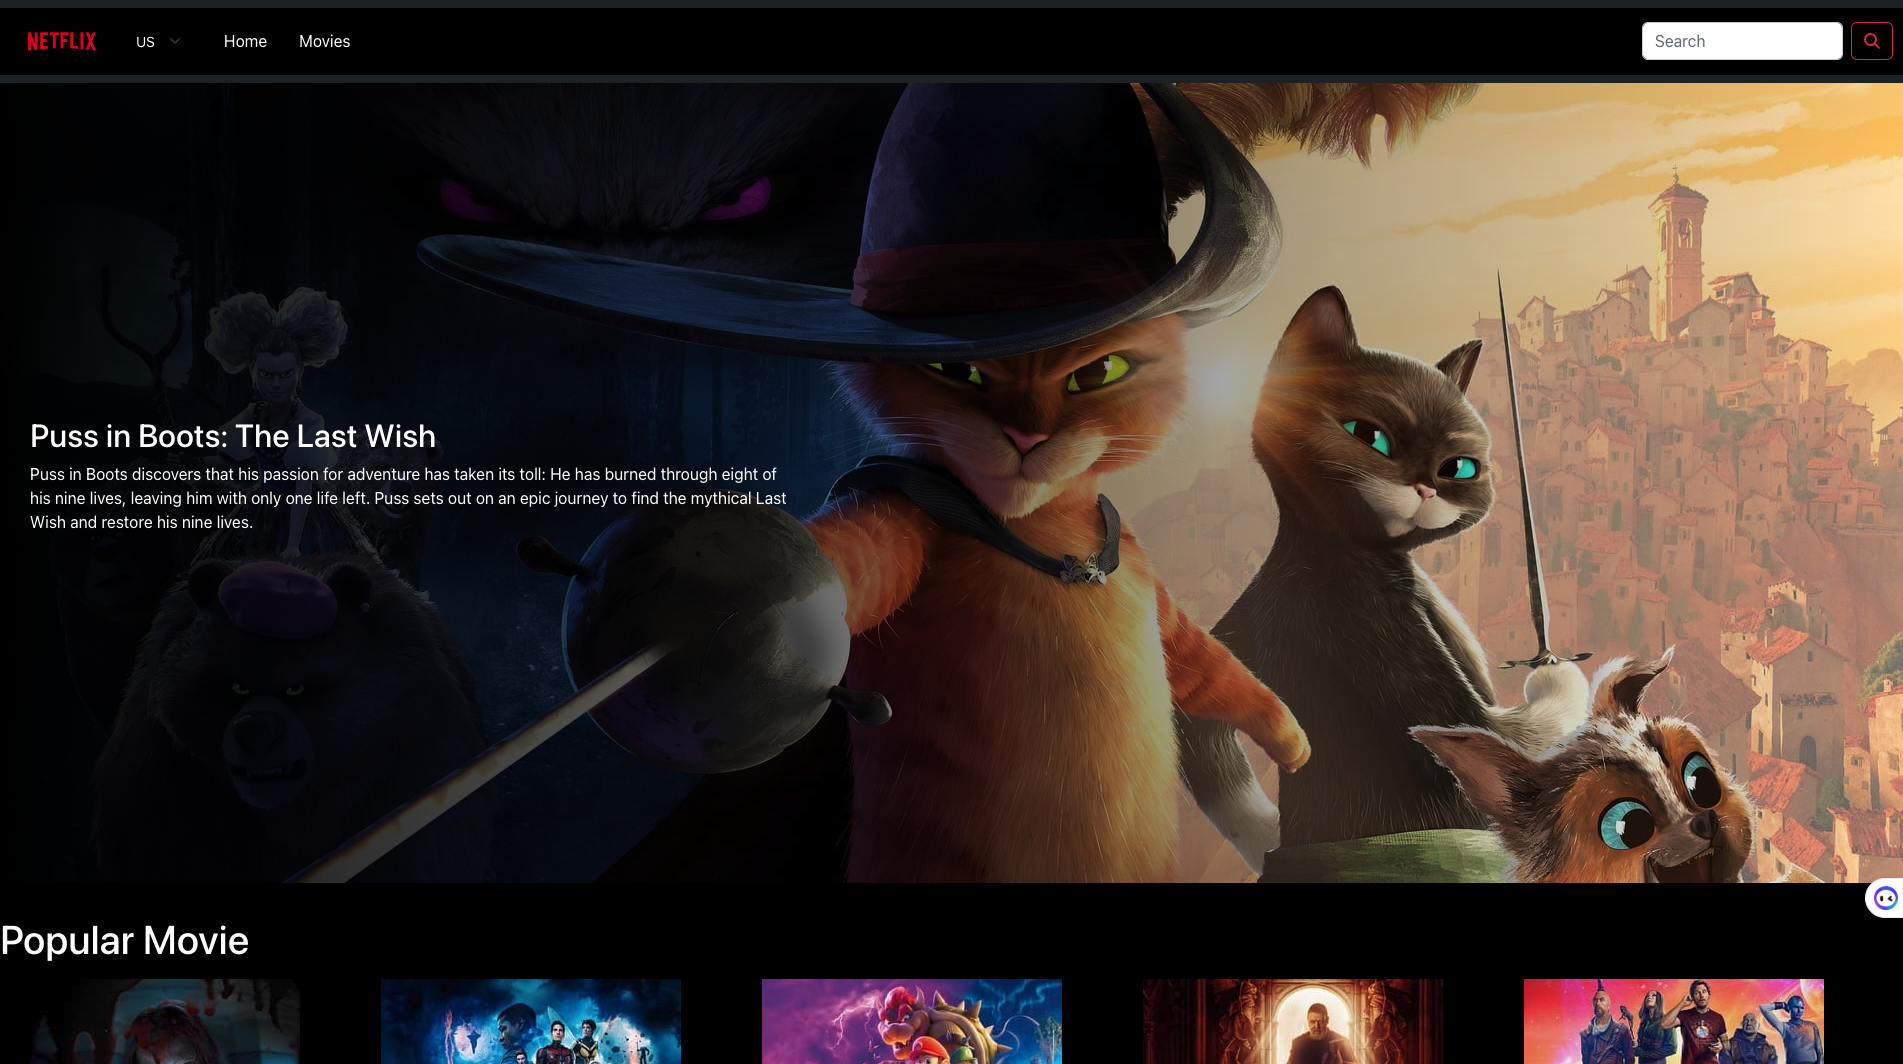 NETFLIX
US
Home
Movies
Search
Puss in Boots: The Last Wish
Puss in Boots discovers that his passion for adventure has taken its toll: He has burned through eight of
his nine lives, leaving him with only one life left. Puss sets out on an epic journey to find the mythical Last
Wish and restore his nine lives.
Popular Movie